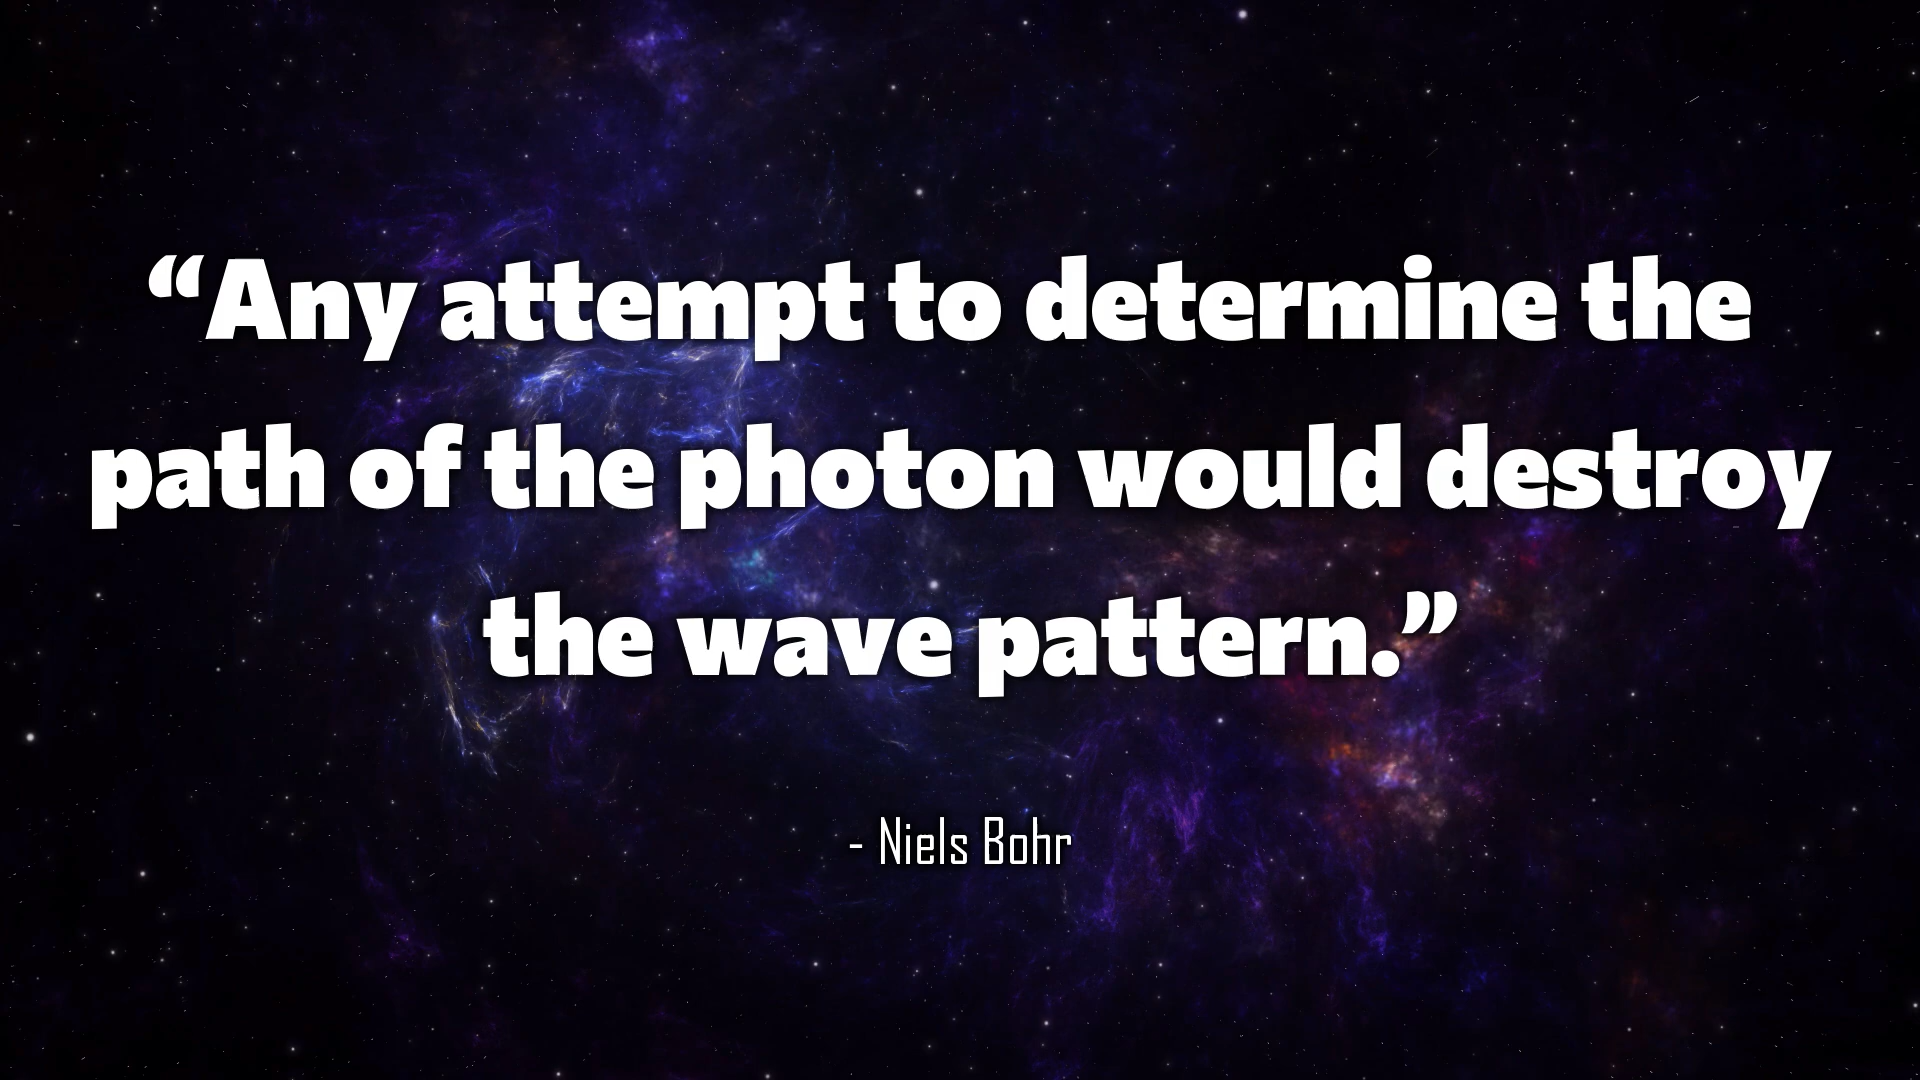 “Any attempt to determine the
path of the photon would destroy
the wave pattern.”
- Niels Bohr